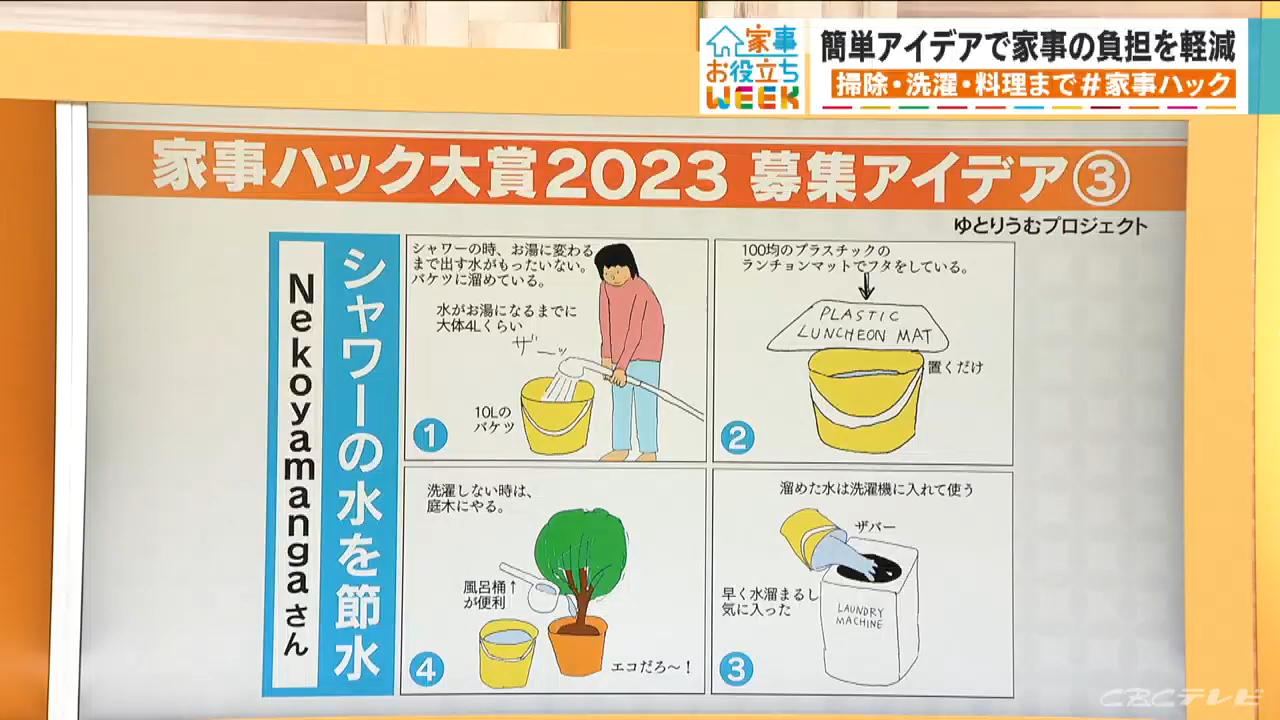 家事
お役立ち
WEEK
簡単アイデアで家事の負担を軽減
掃除・洗濯・料理まで#家事ハック
家事ハック大賞2023 募集アイデア③
ゆとりうむプロジェクト
シャワーの水を節水
Nekoyamangaさん
シャワーの時、お湯に変わる
まで出す水がもったいない。
バケツに溜めている。
水がお湯になるまでに
大体4Lくらい
ザーッ
10Lの
バケツ
1
100均のプラスチックの
ランチョンマットでフタをしている。
PLASTIC
LUNCHEON MAT
置くだけ
2
溜めた水は洗濯機に入れて使う
ザバー
早く水溜まるし
気に入った
LAUNDRY
MACHINE
3
洗濯しない時は、
庭木にやる。
風呂桶↑
が便利
エコだろ〜！
4
CBCテレビ